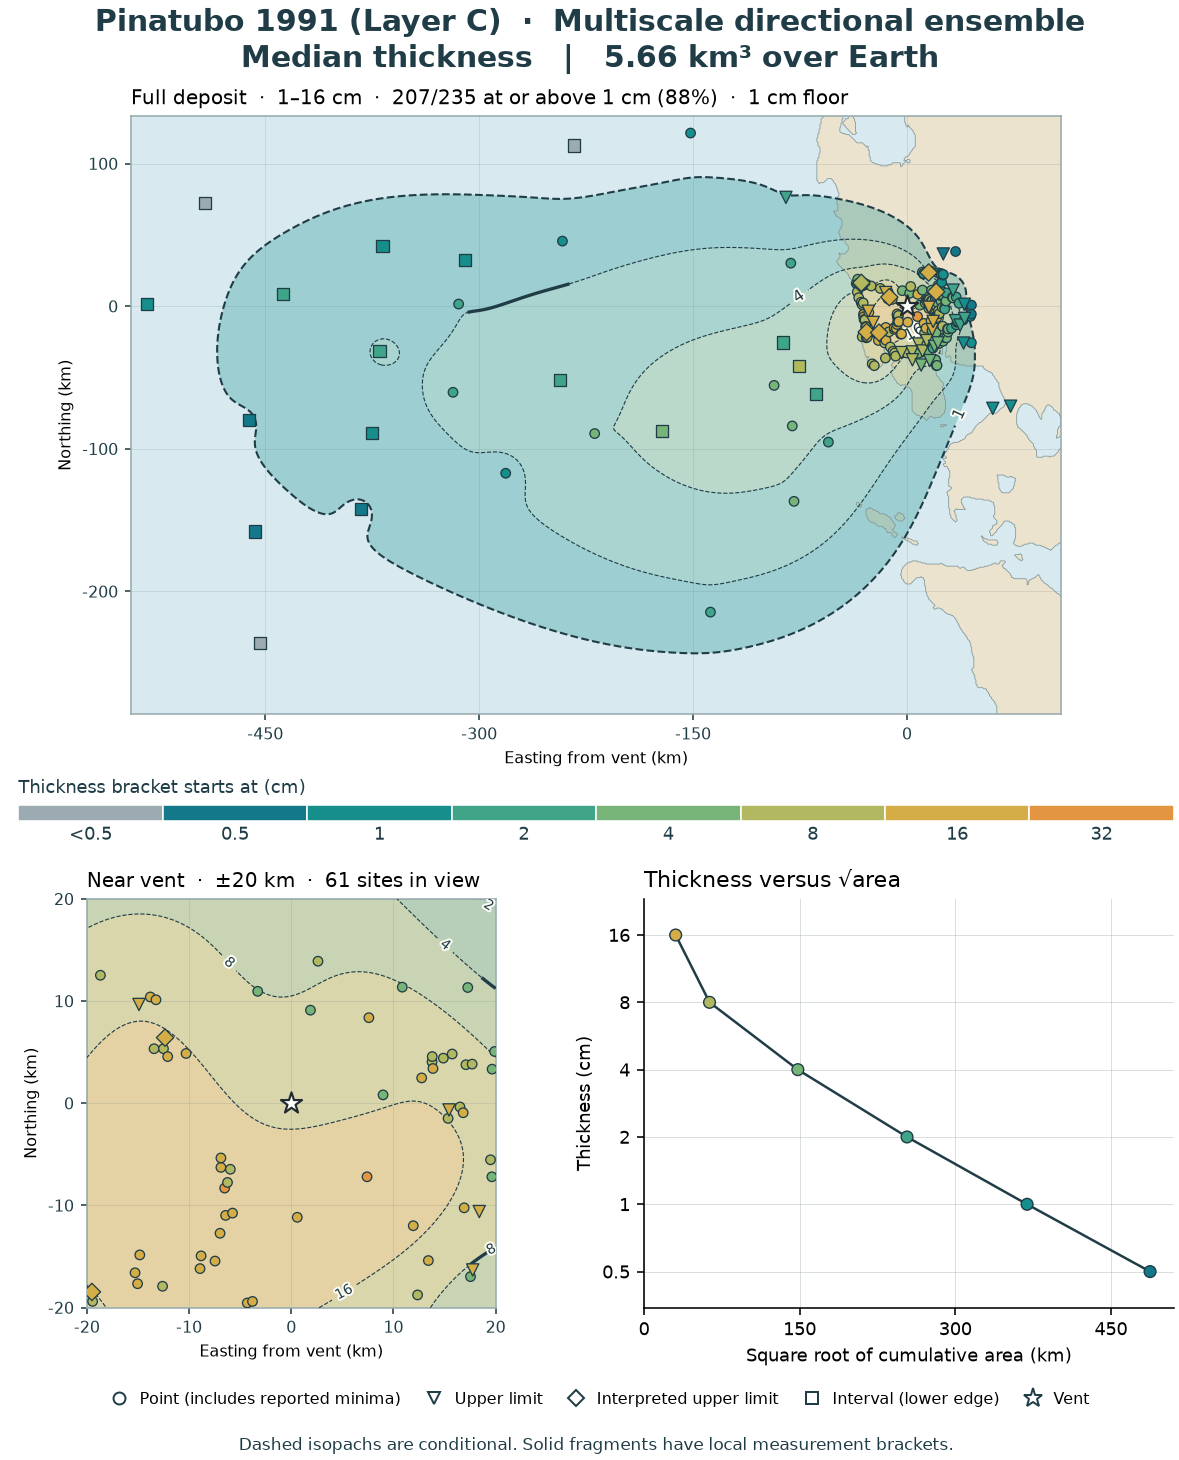 Pinatubo 1991 (Layer C)  ·  Multiscale directional ensemble
Median thickness   |   5.66 km³ over Earth
Full deposit  ·  1–16 cm  ·  207/235 at or above 1 cm (88%)  ·  1 cm floor
100
0
-100
-200
Northing (km)
4
16
1
-450
-300
-150
0
Easting from vent (km)
Thickness bracket starts at (cm)
<0.5
0.5
1
2
4
8
16
32
Near vent  ·  ±20 km  ·  61 sites in view
20
10
0
-10
-20
Northing (km)
2
4
8
8
16
-20
-10
0
10
20
Easting from vent (km)
Thickness versus √area
16
8
4
2
1
0.5
Thickness (cm)
0
150
300
450
Square root of cumulative area (km)
Point (includes reported minima)
Upper limit
Interpreted upper limit
Interval (lower edge)
Vent
Dashed isopachs are conditional. Solid fragments have local measurement brackets.